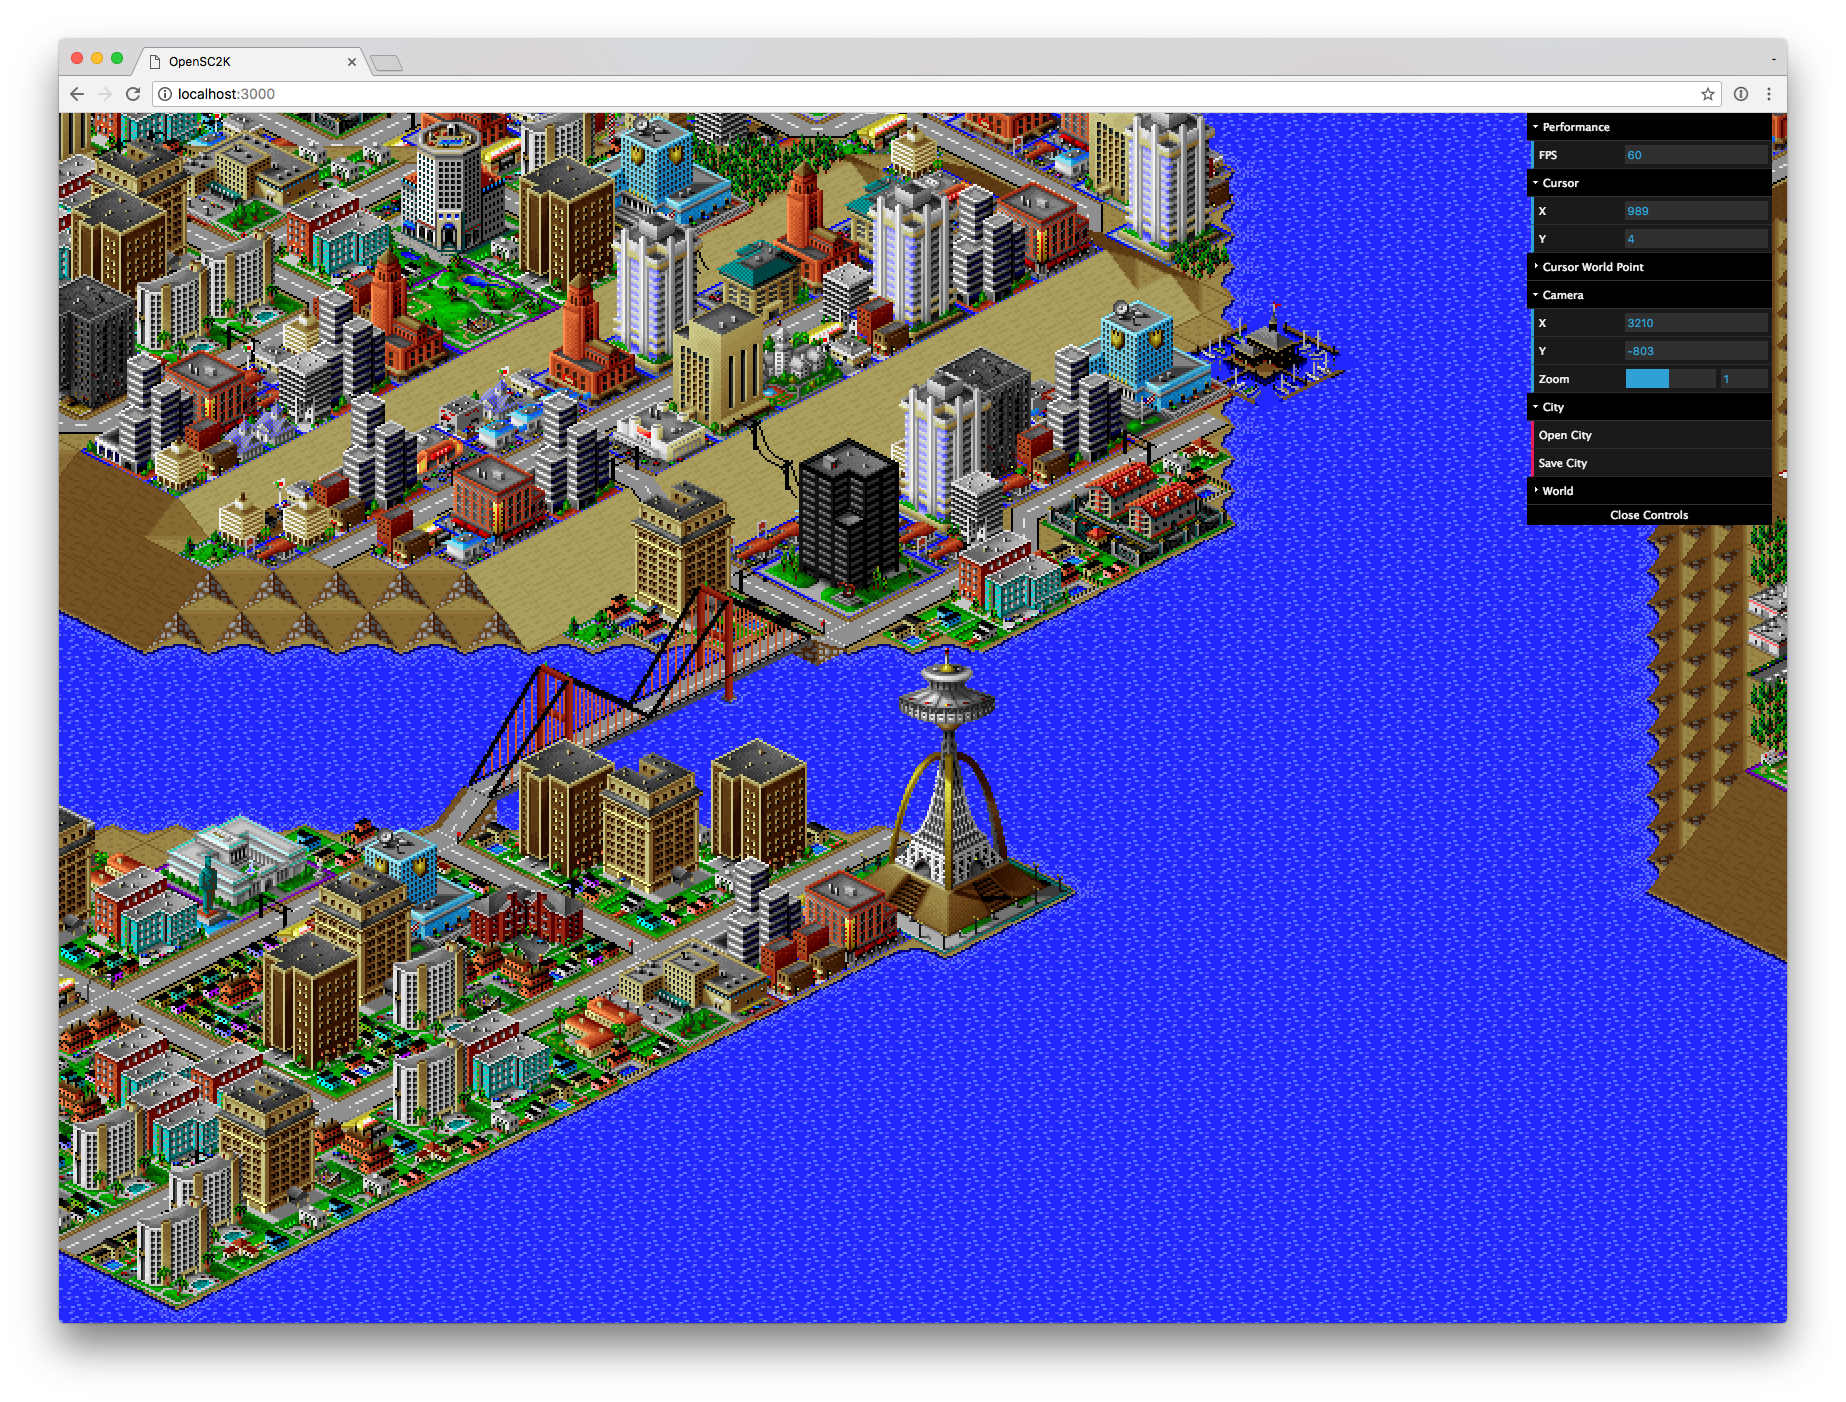 OpenSC2K
localhost:3000
Performance
FPS 60
Cursor
X 989
Y 4
Cursor World Point
Camera
X 3210
Y -803
Zoom 1
City
Open City
Save City
World
Close Controls